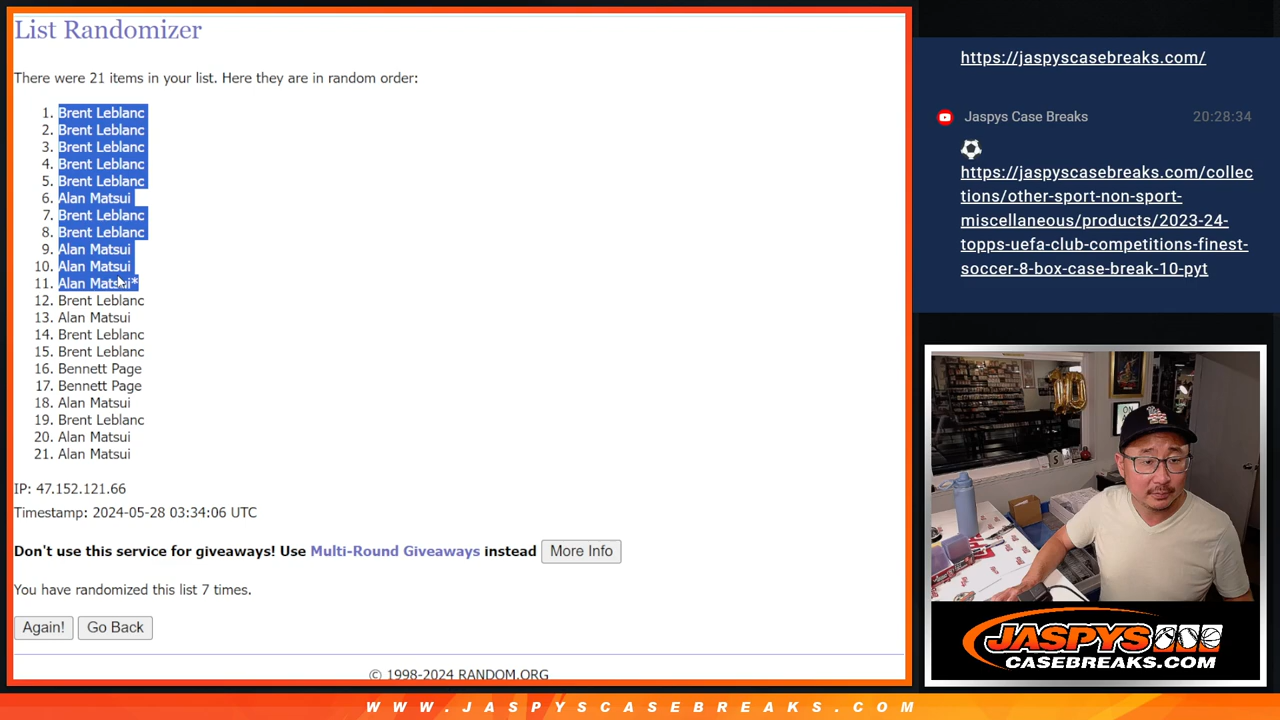 List Randomizer
There were 21 items in your list. Here they are in random order:
1. Brent Leblanc
2. Brent Leblanc
3. Brent Leblanc
4. Brent Leblanc
5. Brent Leblanc
6. Alan Matsui
7. Brent Leblanc
8. Brent Leblanc
9. Alan Matsui
10. Alan Matsui
11. Alan Matsui*
12. Brent Leblanc
13. Alan Matsui
14. Brent Leblanc
15. Brent Leblanc
16. Bennett Page
17. Bennett Page
18. Alan Matsui
19. Brent Leblanc
20. Alan Matsui
21. Alan Matsui
IP: 47.152.121.66
Timestamp: 2024-05-28 03:34:06 UTC
Don't use this service for giveaways! Use Multi-Round Giveaways instead More Info
You have randomized this list 7 times.
Again! Go Back
© 1998-2024 RANDOM.ORG
https://jaspyscasebreaks.com/
Jaspys Case Breaks 20:28:34
https://jaspyscasebreaks.com/collec
tions/other-sport-non-sport-
miscellaneous/products/2023-24-
topps-uefa-club-competitions-finest-
soccer-8-box-case-break-10-pyt
10
JASPYS
CASEBREAKS.COM
WWW.JASPYSCASEBREAKS.COM